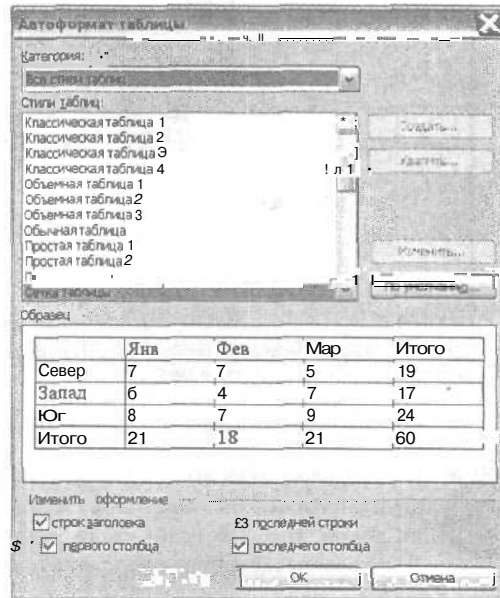 Автоформат таблицы
Категория:
Все стили таблиц
Стили таблиц:
Классическая таблица 1
Классическая таблица 2
Классическая таблица Э
Классическая таблица 4
Объемная таблица 1
Объемная таблица 2
Объемная таблица 3
Обычная таблица
Простая таблица 1
Простая таблица 2
Сетка таблицы
Создать...
Удалить...
Изменить...
По умолчанию...
Образец
Янв Фев Мар Итого
Север 7 7 5 19
Запад 6 4 7 17
Юг 8 7 9 24
Итого 21 18 21 60
Изменить оформление
строк заголовка £3 последней строки
$ первого столбца последнего столбца
OK Отмена